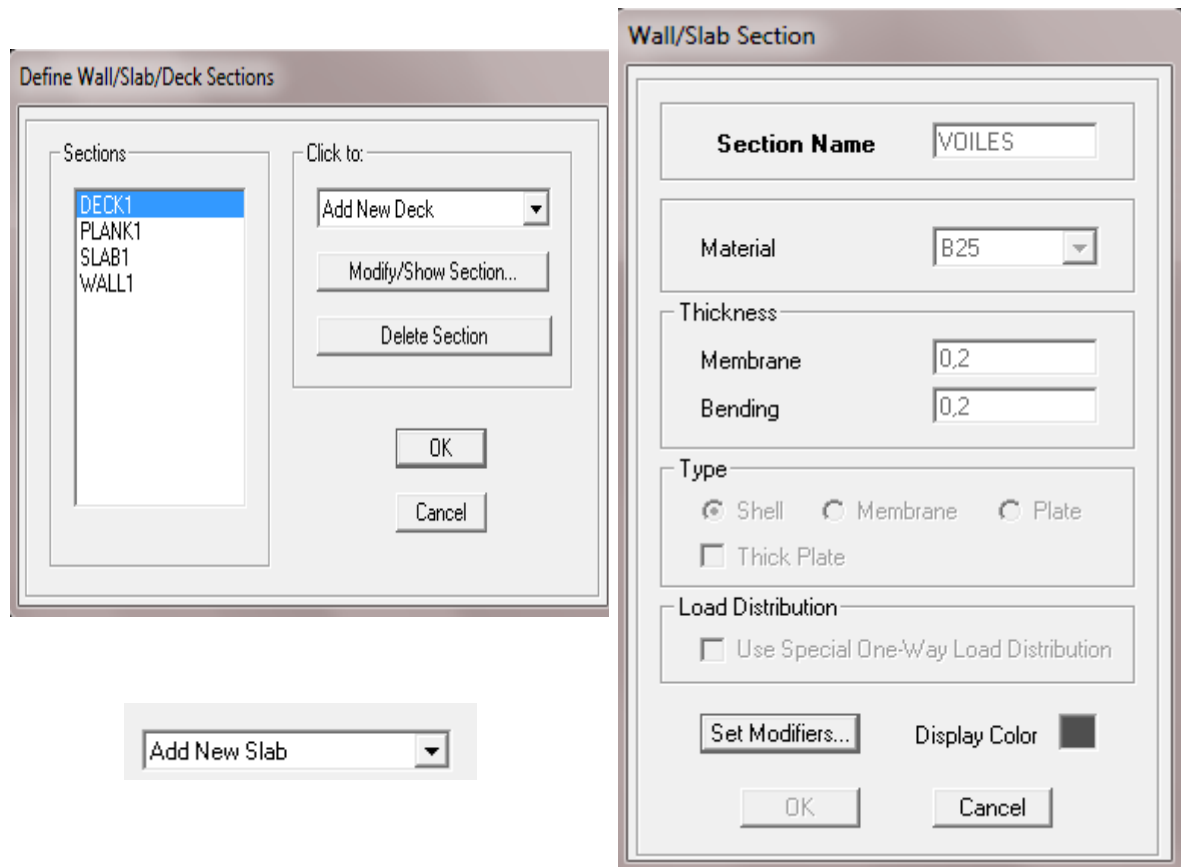 Define Wall/Slab/Deck Sections
Sections
DECK1
PLANK1
SLAB1
WALL1
Click to:
Add New Deck
Modify/Show Section...
Delete Section
OK
Cancel
Add New Slab
Wall/Slab Section
Section Name VOILES
Material B25
Thickness
Membrane 0,2
Bending 0,2
Type
Shell Membrane Plate
Thick Plate
Load Distribution
Use Special One-Way Load Distribution
Set Modifiers... Display Color
OK Cancel